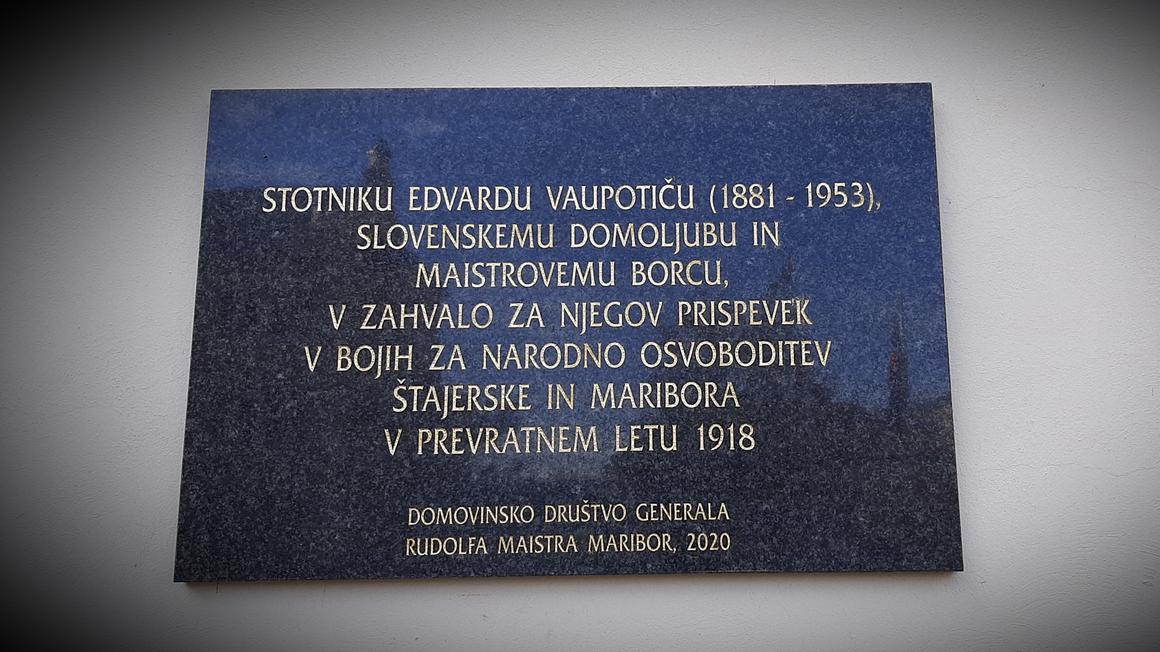 STOTNIKU EDVARDU VAUPOTIČU (1881 - 1953),
SLOVENSKEMU DOMOLJUBU IN
MAISTROVEMU BORCU,
V ZAHVALO ZA NJEGOV PRISPEVEK
V BOJIH ZA NARODNO OSVOBODITEV
ŠTAJERSKE IN MARIBORA
V PREVRATNEM LETU 1918
DOMOVINSKO DRUŠTVO GENERALA
RUDOLFA MAISTRA MARIBOR, 2020